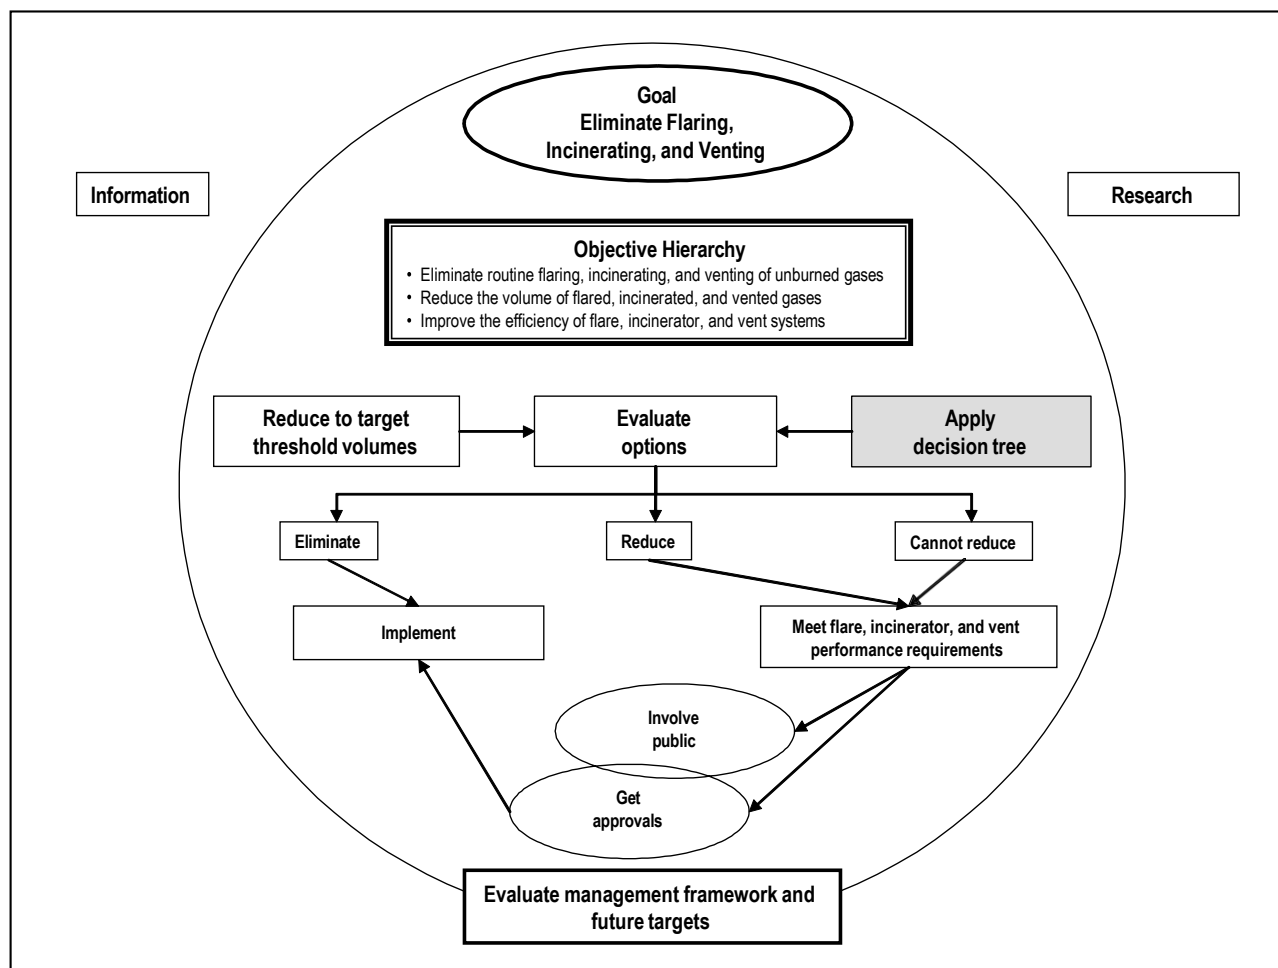 Goal
Eliminate Flaring,
Incinerating, and Venting
Information
Research
Objective Hierarchy
• Eliminate routine flaring, incinerating, and venting of unburned gases
• Reduce the volume of flared, incinerated, and vented gases
• Improve the efficiency of flare, incinerator, and vent systems
Reduce to target
threshold volumes
Evaluate
options
Apply
decision tree
Eliminate
Reduce
Cannot reduce
Implement
Meet flare, incinerator, and vent
performance requirements
Involve
public
Get
approvals
Evaluate management framework and
future targets